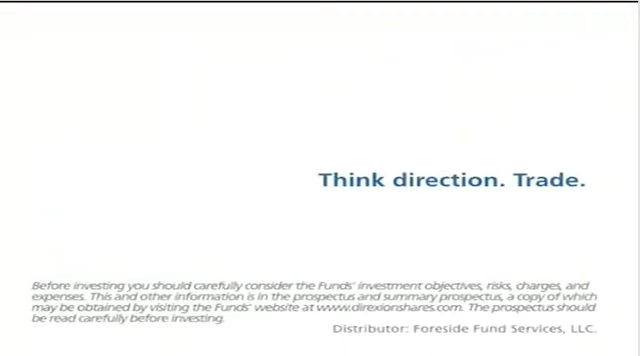 Think direction. Trade.
Before investing you should carefully consider the Funds' investment objectives, risks, charges, and
expenses. This and other information is in the prospectus and summary prospectus, a copy of which
may be obtained by visiting the Funds' website at www.direxionshares.com. The prospectus should
be read carefully before investing.
Distributor: Foreside Fund Services, LLC.